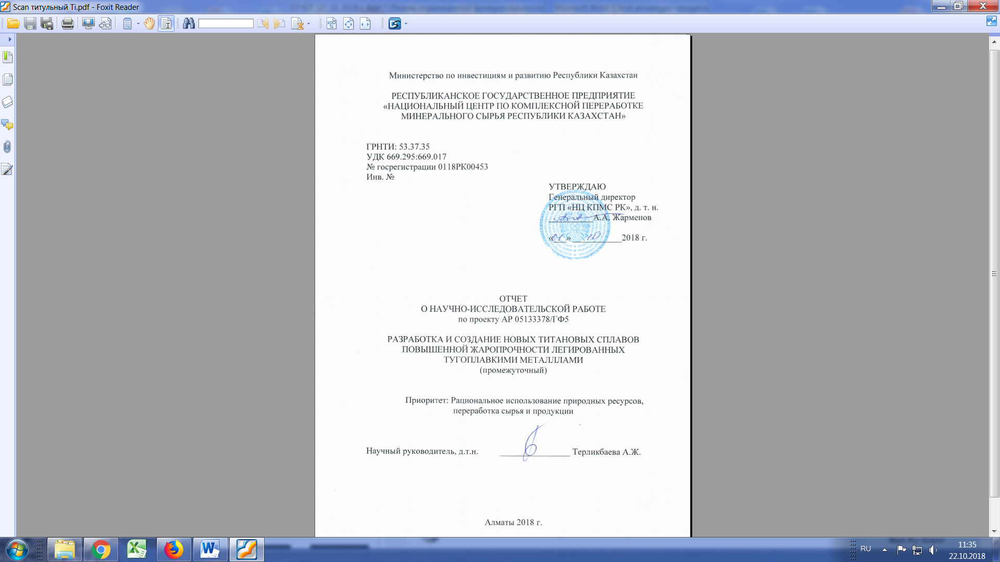 Scan титульный Ti.pdf - Foxit Reader
Министерство по инвестициям и развитию Республики Казахстан
РЕСПУБЛИКАНСКОЕ ГОСУДАРСТВЕННОЕ ПРЕДПРИЯТИЕ
«НАЦИОНАЛЬНЫЙ ЦЕНТР ПО КОМПЛЕКСНОЙ ПЕРЕРАБОТКЕ
МИНЕРАЛЬНОГО СЫРЬЯ РЕСПУБЛИКИ КАЗАХСТАН»
ГРНТИ: 53.37.35
УДК 669.295:669.017
№ госрегистрации 0118РК00453
Инв. №
УТВЕРЖДАЮ
Генеральный директор
РГП «НЦ КПМС РК», д. т. н.
__________А.А. Жарменов
«01» 10 2018 г.
ОТЧЕТ
О НАУЧНО-ИССЛЕДОВАТЕЛЬСКОЙ РАБОТЕ
по проекту АР 05133378/ГФ5
РАЗРАБОТКА И СОЗДАНИЕ НОВЫХ ТИТАНОВЫХ СПЛАВОВ
ПОВЫШЕННОЙ ЖАРОПРОЧНОСТИ ЛЕГИРОВАННЫХ
ТУГОПЛАВКИМИ МЕТАЛЛЛАМИ
(промежуточный)
Приоритет: Рациональное использование природных ресурсов,
переработка сырья и продукции
Научный руководитель, д.т.н. ________________ Терликбаева А.Ж.
Алматы 2018 г.
RU
11:35
22.10.2018